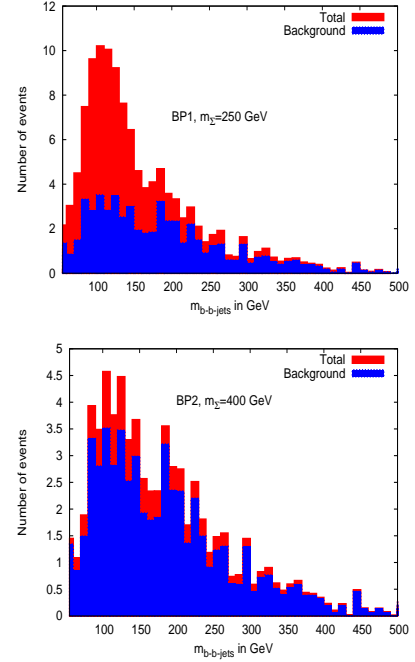 12
10
8
6
4
2
0
Number of events
Total
Background
BP1, mΣ=250 GeV
100 150 200 250 300 350 400 450 500
m_b-b-jets in GeV
5
4.5
4
3.5
3
2.5
2
1.5
1
0.5
0
Number of events
Total
Background
BP2, mΣ=400 GeV
100 150 200 250 300 350 400 450 500
m_b-b-jets in GeV